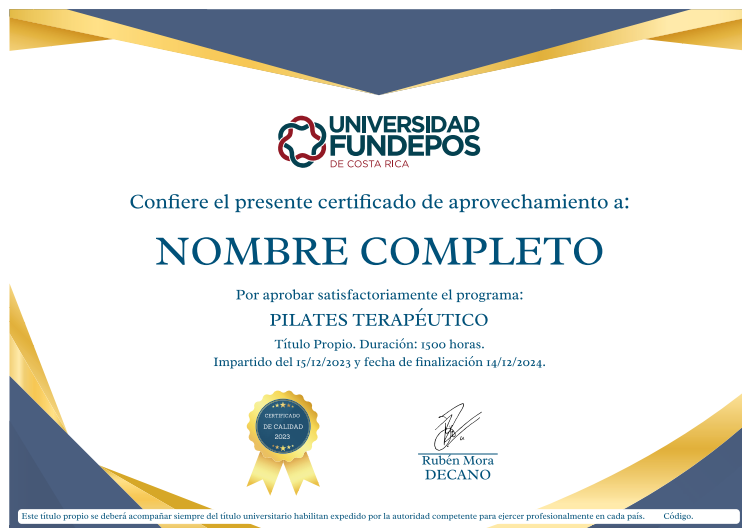 UNIVERSIDAD
FUNDEPOS
DE COSTA RICA
Confiere el presente certificado de aprovechamiento a:
NOMBRE COMPLETO
Por aprobar satisfactoriamente el programa:
PILATES TERAPÉUTICO
Título Propio. Duración: 1500 horas.
Impartido del 15/12/2023 y fecha de finalización 14/12/2024.
CERTIFICADO
DE CALIDAD
2023
Rubén Mora
DECANO
Este título propio se deberá acompañar siempre del título universitario habilitan expedido por la autoridad competente para ejercer profesionalmente en cada país. Código.